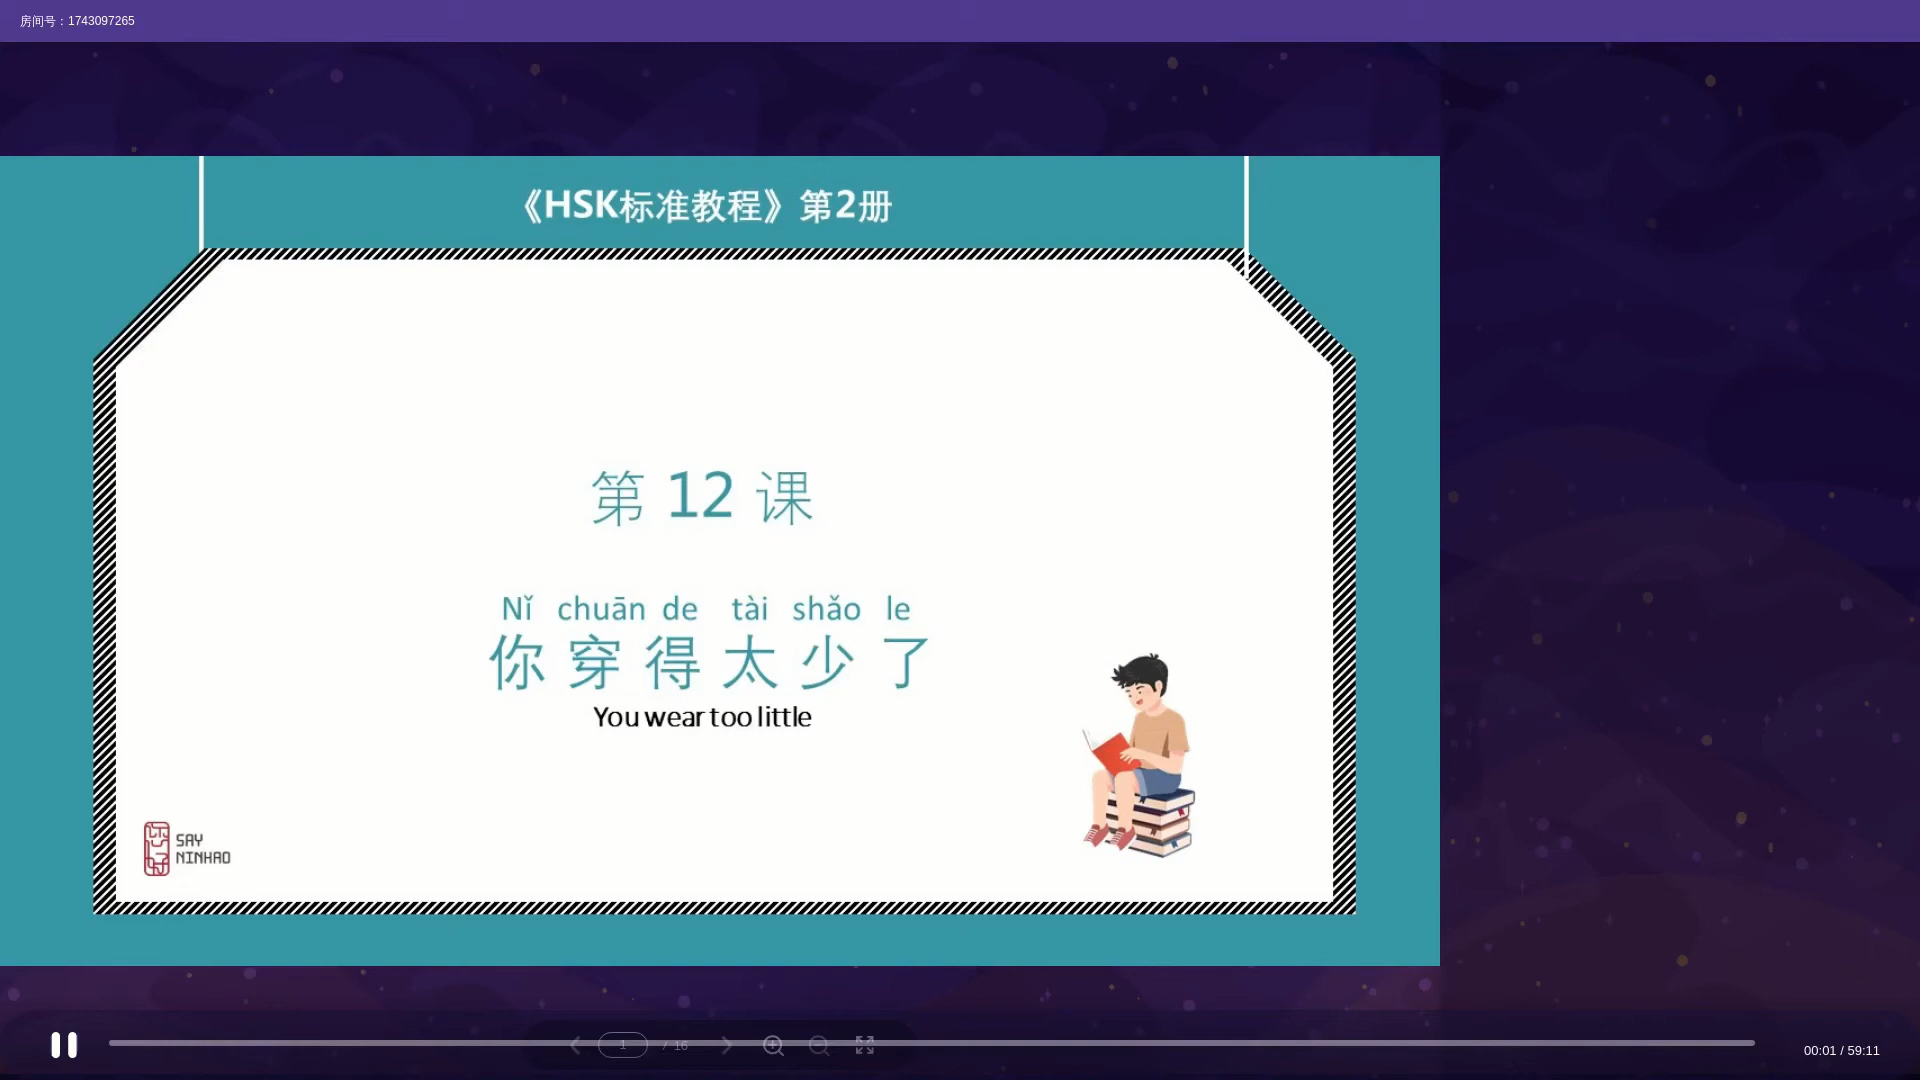 房间号：1743097265
《HSK标准教程》第2册
第 12 课
Nǐ chuān de tài shǎo le
你穿得太少了
You wear too little
SAY
NINHAO
1 / 16
00:01 / 59:11